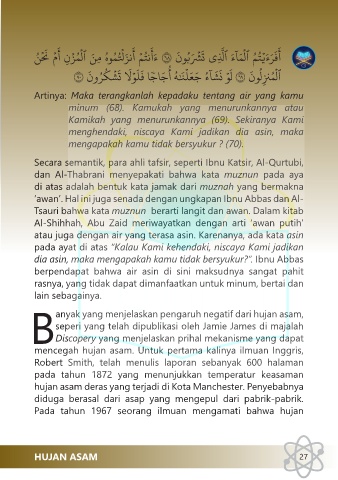 أَفَرَءَيْتُمُ ٱلْمَآءَ ٱلَّذِى تَشْرَبُونَ ۝ ءَأَنتُمْ أَنزَلْتُمُوهُ مِنَ ٱلْمُزْنِ أَمْ نَحْنُ
ٱلْمُنزِلُونَ ۝ لَوْ نَشَآءُ جَعَلْنَٰهُ أُجَاجًا فَلَوْلَا تَشْكُرُونَ ۝
Artinya: Maka terangkanlah kepadaku tentang air yang kamu
minum (68). Kamukah yang menurunkannya atau
Kamikah yang menurunkannya (69). Sekiranya Kami
menghendaki, niscaya Kami jadikan dia asin, maka
mengapakah kamu tidak bersyukur ? (70).
Secara semantik, para ahli tafsir, seperti Ibnu Katsir, Al-Qurtubi,
dan Al-Thabrani menyepakati bahwa kata muznun pada aya
di atas adalah bentuk kata jamak dari muznah yang bermakna
‘awan’. Hal ini juga senada dengan ungkapan Ibnu Abbas dan Al-
Tsauri bahwa kata muznun berarti langit dan awan. Dalam kitab
Al-Shihhah, Abu Zaid meriwayatkan dengan arti ‘awan putih’
atau juga dengan air yang terasa asin. Karenanya, ada kata asin
pada ayat di atas “Kalau Kami kehendaki, niscaya Kami jadikan
dia asin, maka mengapakah kamu tidak bersyukur?”. Ibnu Abbas
berpendapat bahwa air asin di sini maksudnya sangat pahit
rasnya, yang tidak dapat dimanfaatkan untuk minum, bertai dan
lain sebagainya.
Banyak yang menjelaskan pengaruh negatif dari hujan asam,
seperi yang telah dipublikasi oleh Jamie James di majalah
Discopery yang menjelaskan prihal mekanisme yang dapat
mencegah hujan asam. Untuk pertama kalinya ilmuan Inggris,
Robert Smith, telah menulis laporan sebanyak 600 halaman
pada tahun 1872 yang menunjukkan temperatur keasaman
hujan asam deras yang terjadi di Kota Manchester. Penyebabnya
diduga berasal dari asap yang mengepul dari pabrik-pabrik.
Pada tahun 1967 seorang ilmuan mengamati bahwa hujan
HUJAN ASAM
27